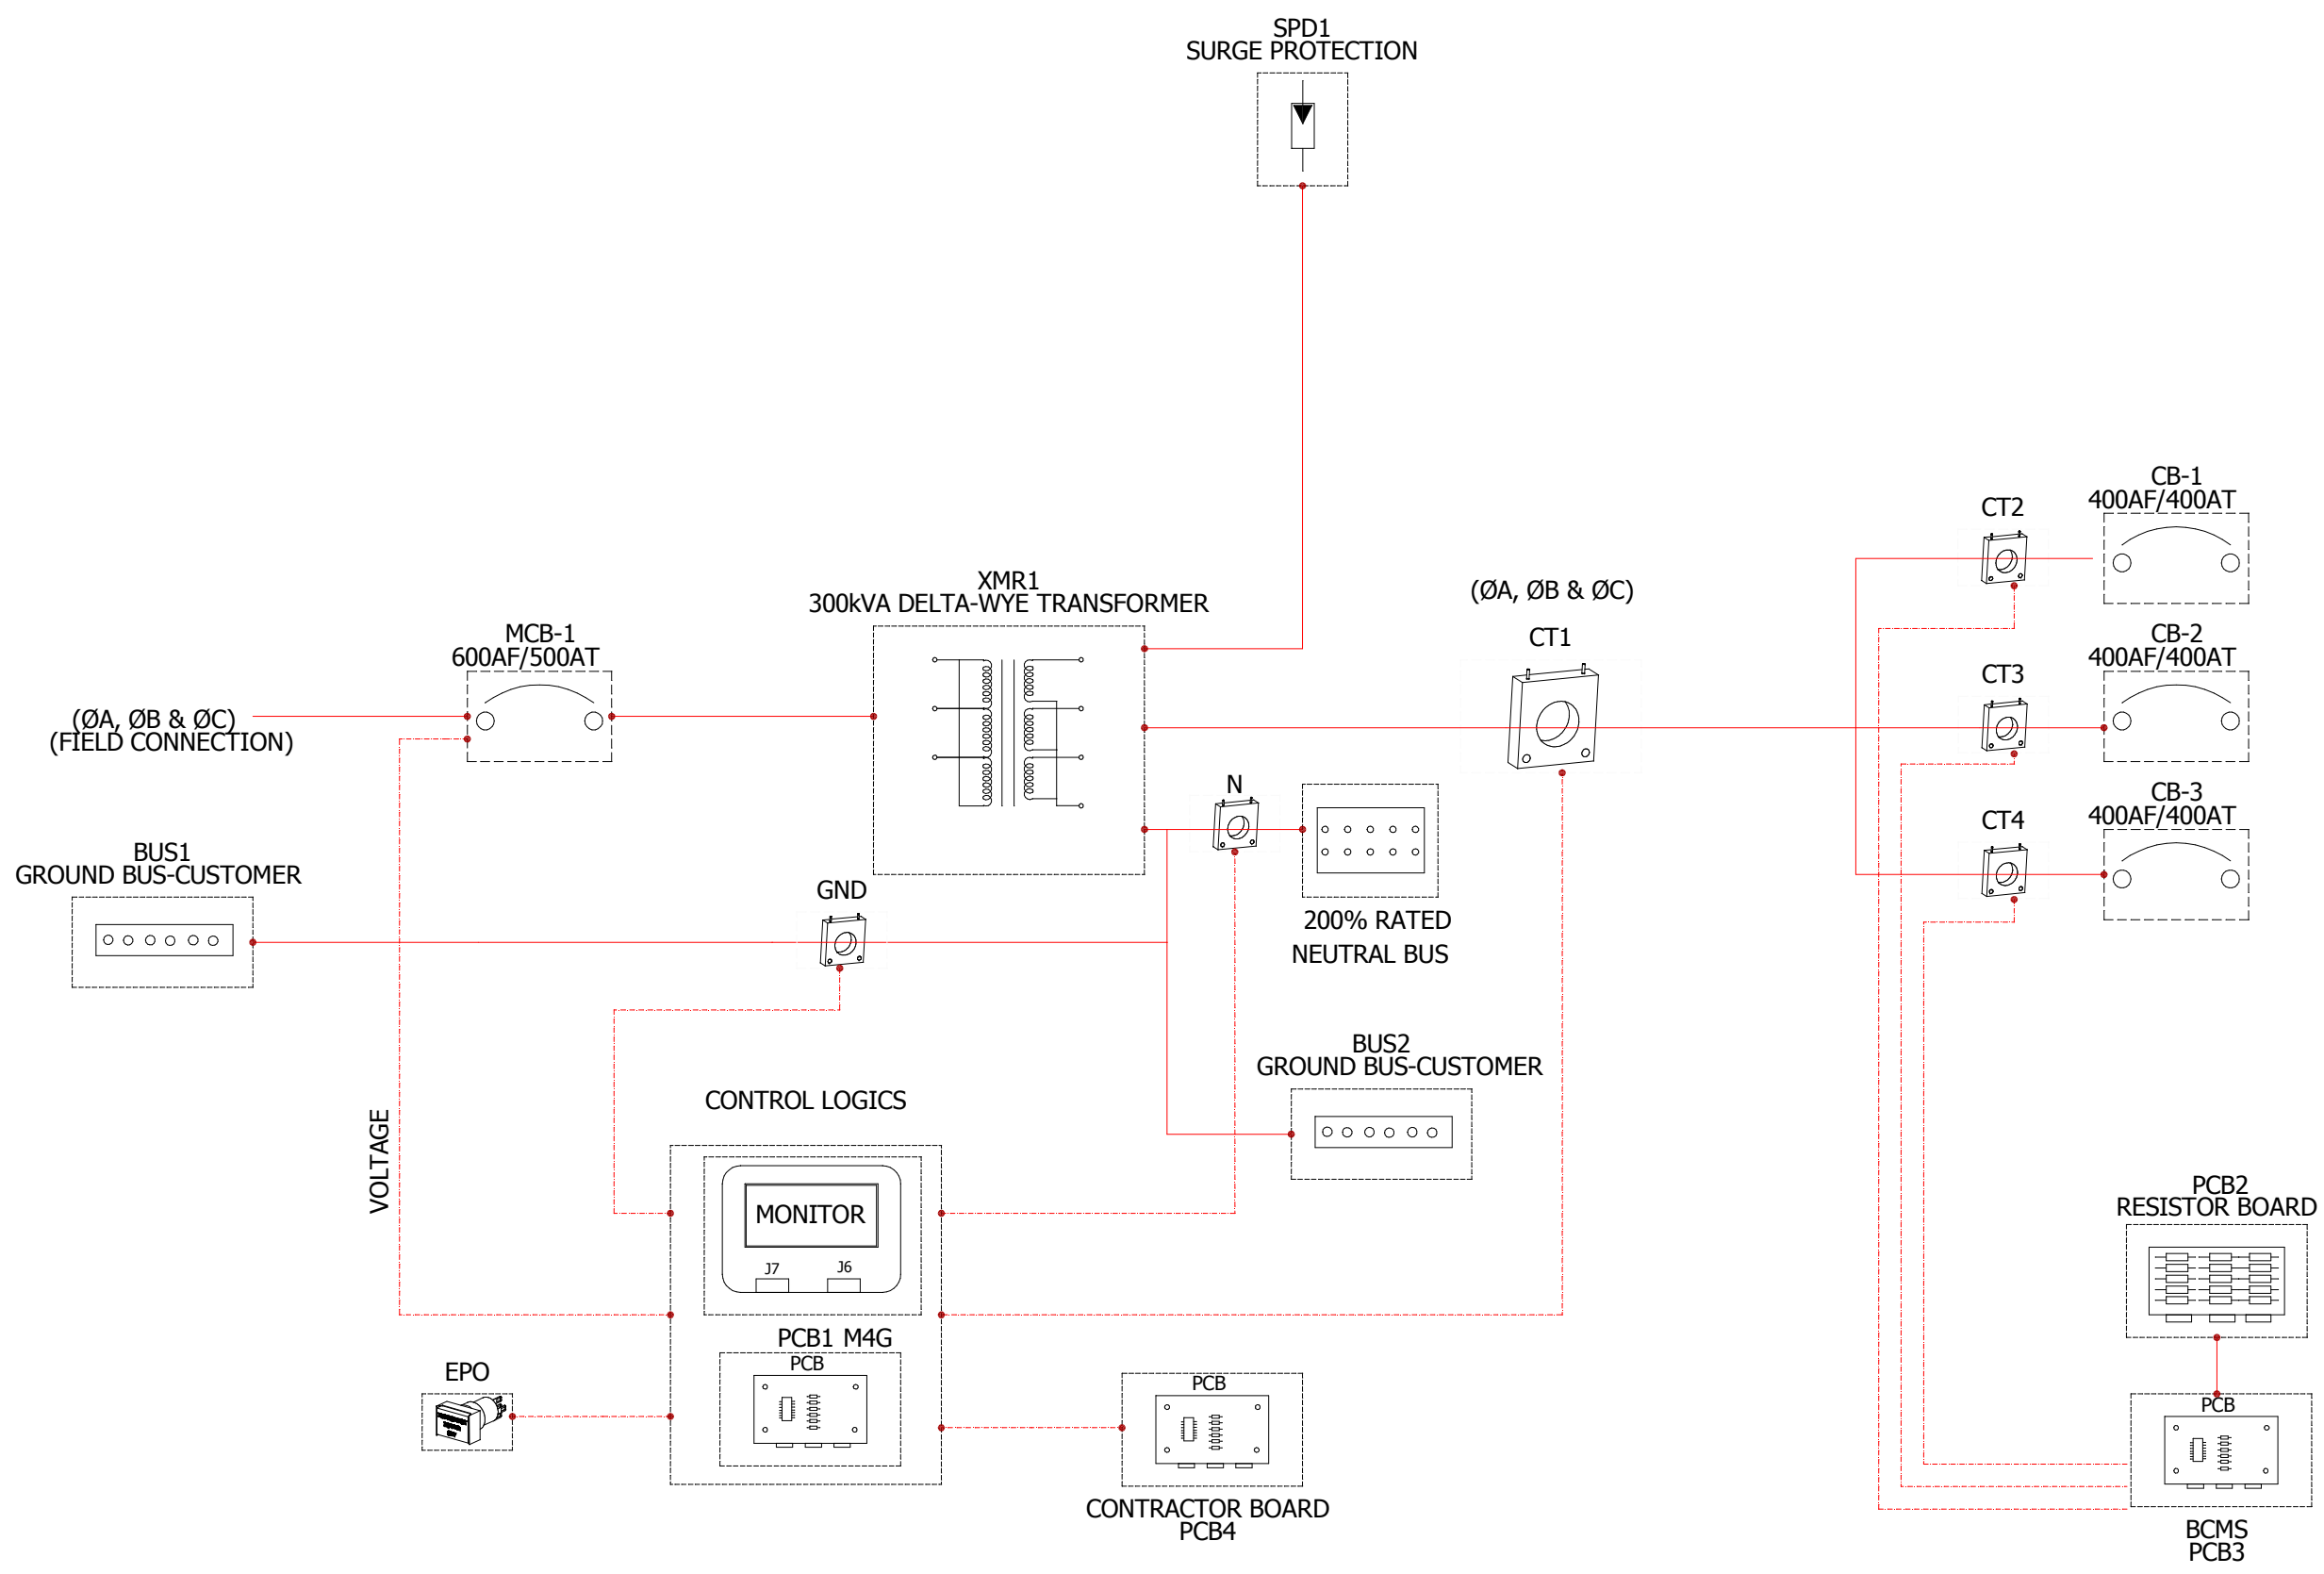 SPD1
SURGE PROTECTION
CB-1
400AF/400AT
CT2
XMR1
300kVA DELTA-WYE TRANSFORMER
(ØA, ØB & ØC)
CT1
MCB-1
600AF/500AT
CB-2
400AF/400AT
CT3
(ØA, ØB & ØC)
(FIELD CONNECTION)
N
CB-3
400AF/400AT
CT4
BUS1
GROUND BUS-CUSTOMER
GND
200% RATED
NEUTRAL BUS
BUS2
GROUND BUS-CUSTOMER
CONTROL LOGICS
VOLTAGE
MONITOR
J7
J6
PCB2
RESISTOR BOARD
PCB1 M4G
PCB
EPO
PCB
CONTRACTOR BOARD
PCB4
PCB
BCMS
PCB3